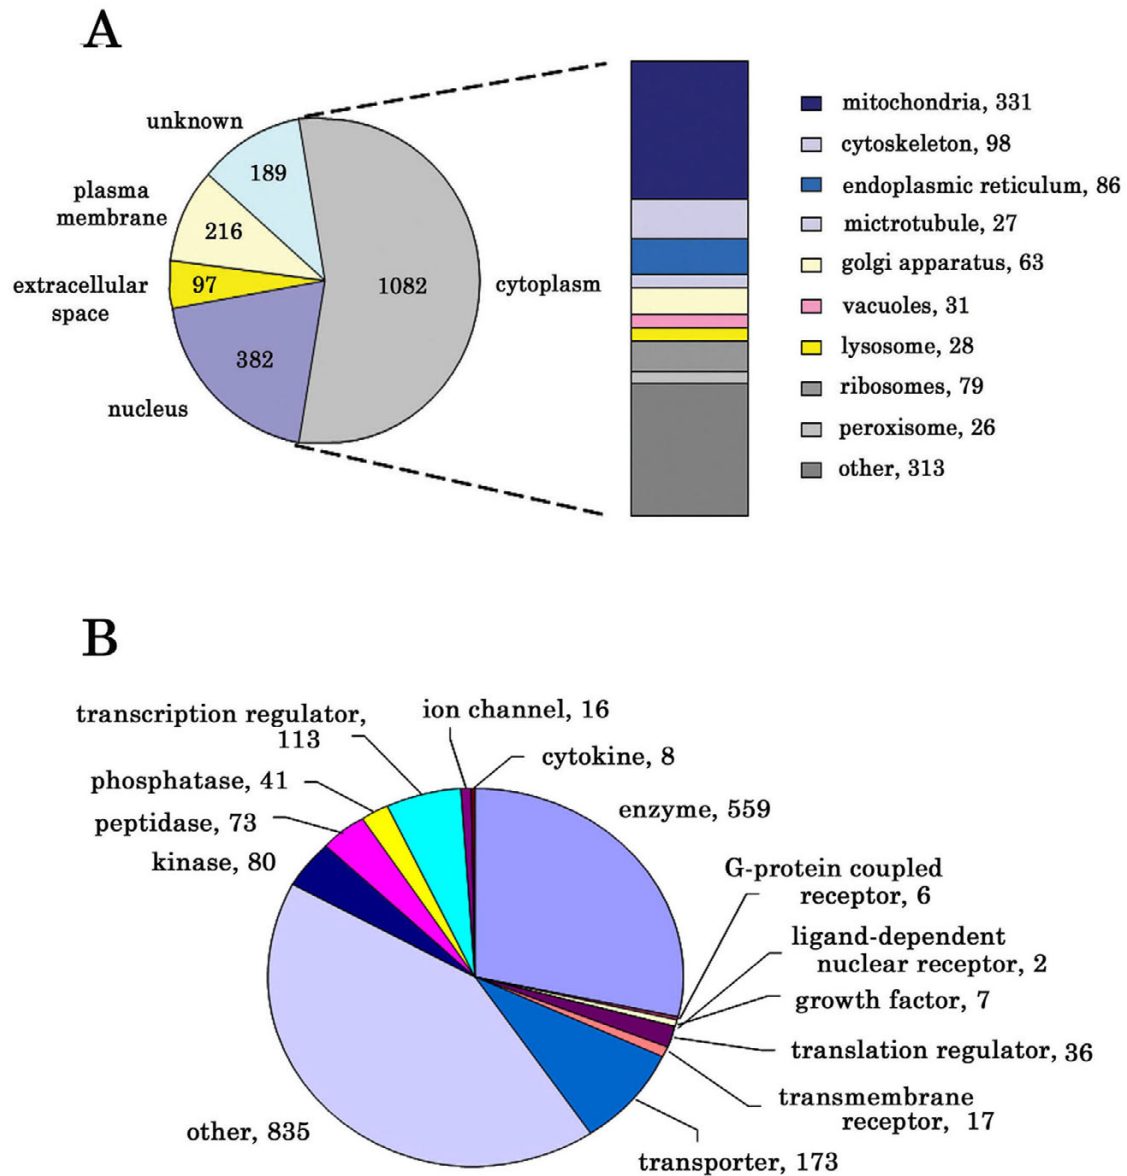 A
unknown
189
plasma
membrane
216
extracellular
space
97
1082
cytoplasm
382
nucleus
mitochondria, 331
cytoskeleton, 98
endoplasmic reticulum, 86
mictrotubule, 27
golgi apparatus, 63
vacuoles, 31
lysosome, 28
ribosomes, 79
peroxisome, 26
other, 313
B
transcription regulator,
113
ion channel, 16
cytokine, 8
phosphatase, 41
peptidase, 73
kinase, 80
enzyme, 559
G-protein coupled
receptor, 6
ligand-dependent
nuclear receptor, 2
growth factor, 7
translation regulator, 36
transmembrane
receptor, 17
other, 835
transporter, 173